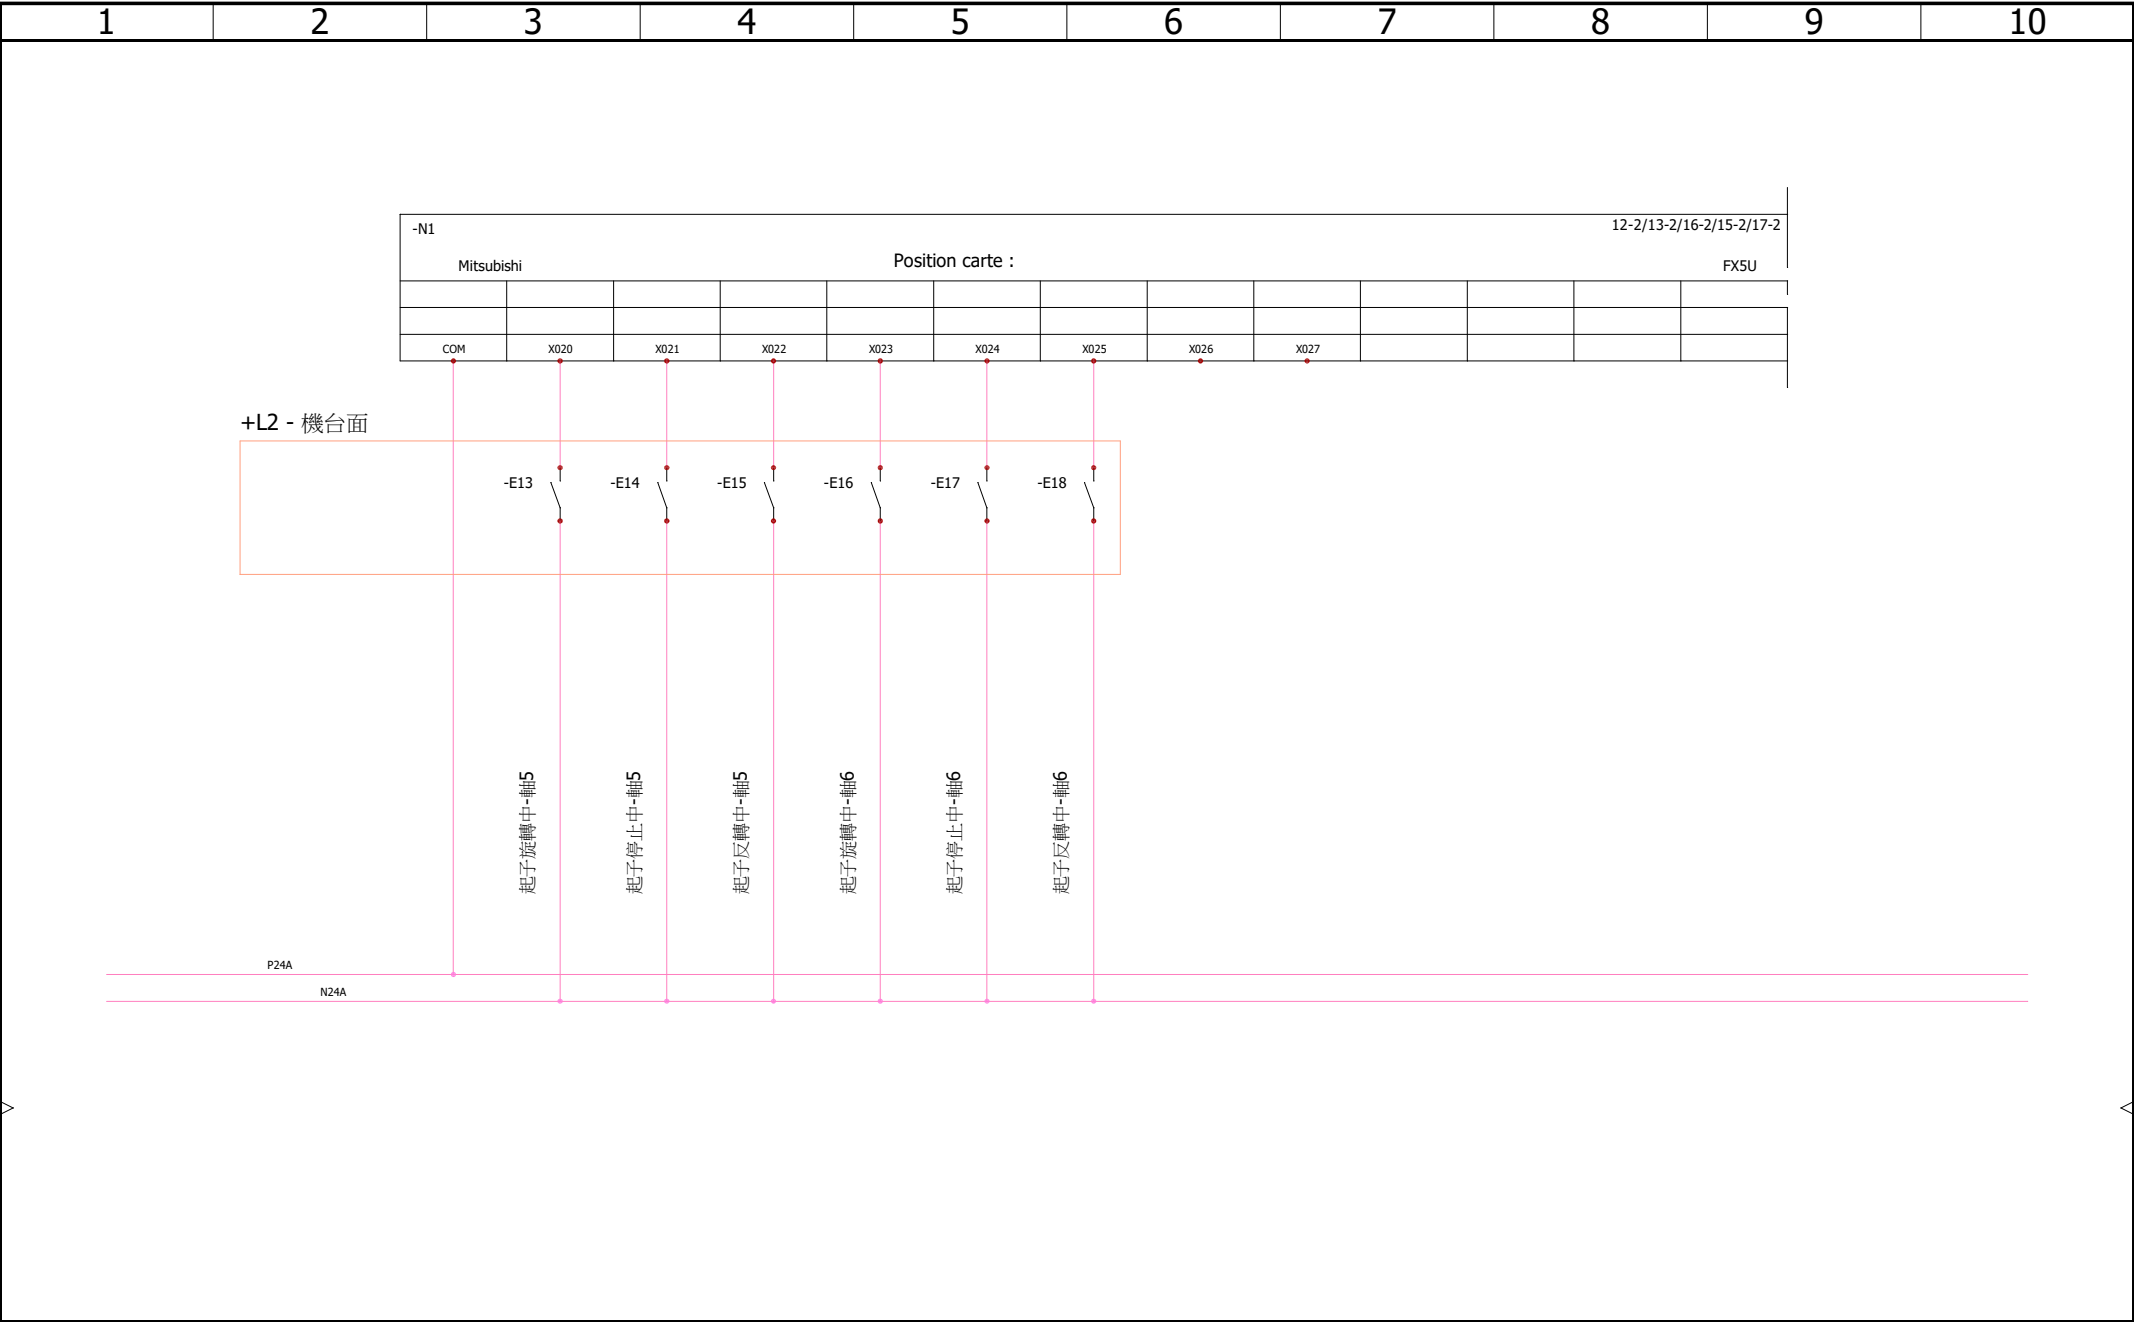 1 2 3 4 5 6 7 8 9 10
-N1 12-2/13-2/16-2/15-2/17-2
Mitsubishi Position carte : FX5U
COM X020 X021 X022 X023 X024 X025 X026 X027
+L2 - 機台面
-E13 -E14 -E15 -E16 -E17 -E18
起子旋轉中-軸5
起子停止中-軸5
起子反轉中-軸5
起子旋轉中-軸6
起子停止中-軸6
起子反轉中-軸6
P24A
N24A